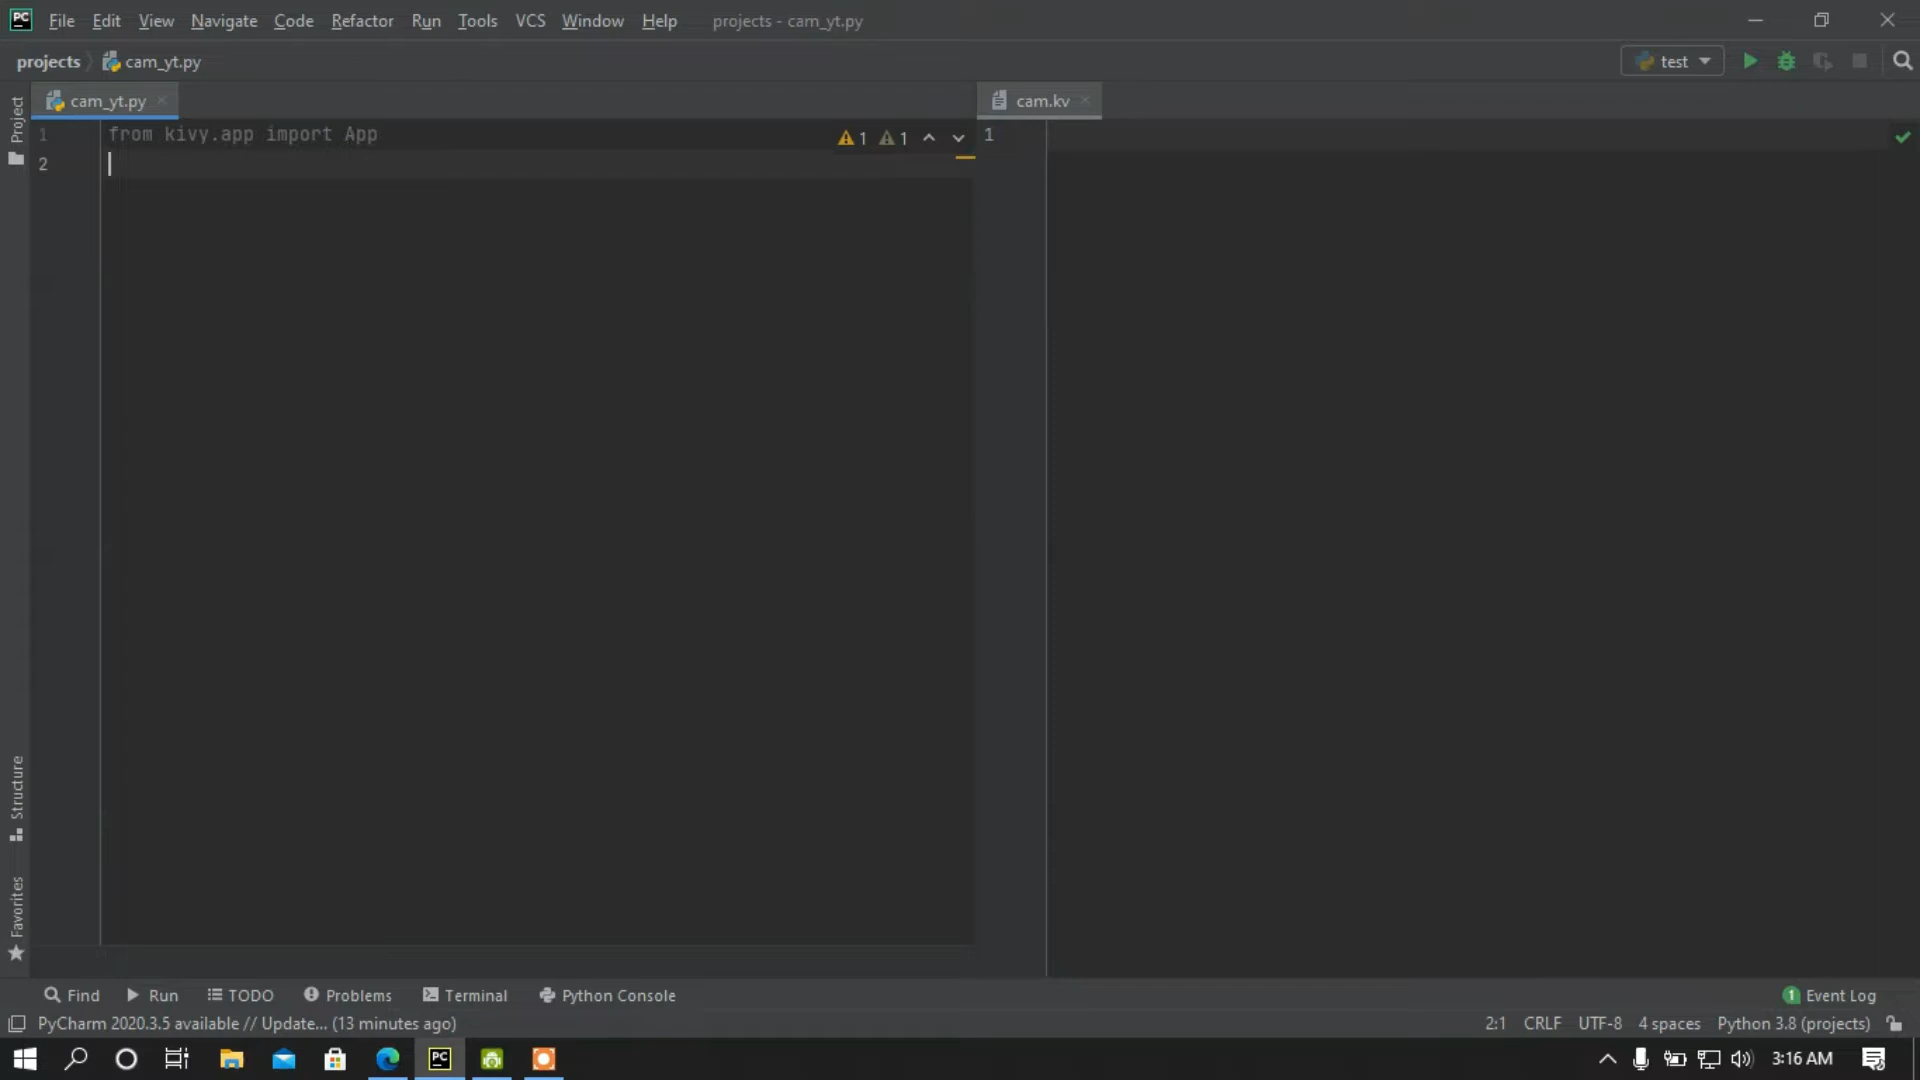 PC File Edit View Navigate Code Refactor Run Tools VCS Window Help projects - cam_yt.py
projects cam_yt.py test
Project
cam_yt.py
cam.kv
1 from kivy.app import App 1 1
2
1
Structure
Favorites
Find Run TODO Problems Terminal Python Console 1 Event Log
PyCharm 2020.3.5 available // Update... (13 minutes ago) 2:1 CRLF UTF-8 4 spaces Python 3.8 (projects)
PC 3:16 AM